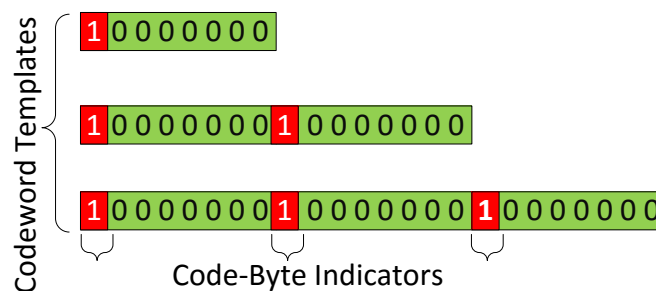 Codeword Templates
1 0 0 0 0 0 0 0
1 0 0 0 0 0 0 0 1 0 0 0 0 0 0 0
1 0 0 0 0 0 0 0 1 0 0 0 0 0 0 0 1 0 0 0 0 0 0 0
Code-Byte Indicators